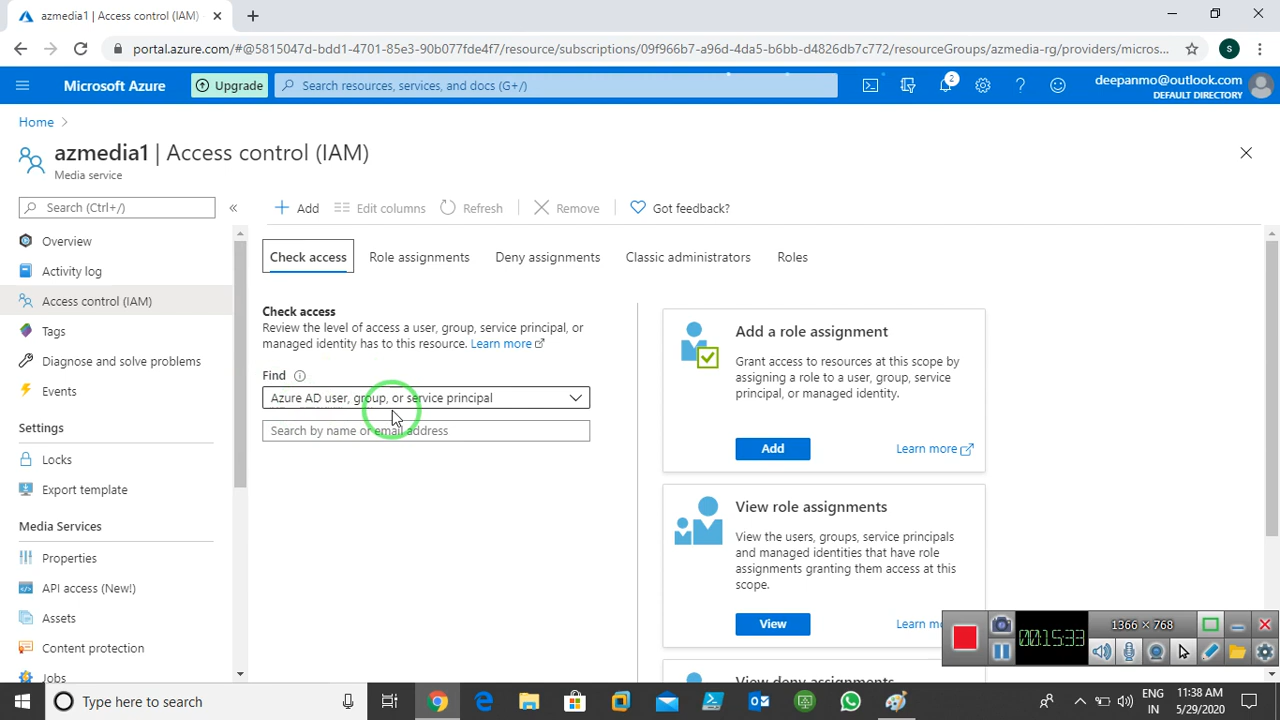 azmedia1 | Access control (IAM)
portal.azure.com/#@5815047d-bdd1-4701-85e3-90b077fde4f7/resource/subscriptions/09f966b7-a96d-4da5-b6bb-d4826db7c772/resourceGroups/azmedia-rg/providers/micros...
S
Microsoft Azure
Upgrade
Search resources, services, and docs (G+/)
2
deepanmo@outlook.com
DEFAULT DIRECTORY
Home
azmedia1 | Access control (IAM)
Media service
Search (Ctrl+/)
Add
Edit columns
Refresh
Remove
Got feedback?
Overview
Activity log
Access control (IAM)
Tags
Diagnose and solve problems
Events
Settings
Locks
Export template
Media Services
Properties
API access (New!)
Assets
Content protection
Jobs
Check access
Role assignments
Deny assignments
Classic administrators
Roles
Check access
Review the level of access a user, group, service principal, or
managed identity has to this resource. Learn more
Find
Azure AD user, group, or service principal
Search by name or email address
Add a role assignment
Grant access to resources at this scope by
assigning a role to a user, group, service
principal, or managed identity.
Add
Learn more
View role assignments
View the users, groups, service principals
and managed identities that have role
assignments granting them access at this
scope.
View
Learn mo
View deny assignments
00:15:33
1366 × 768
Type here to search
ENG
IN
11:38 AM
5/29/2020